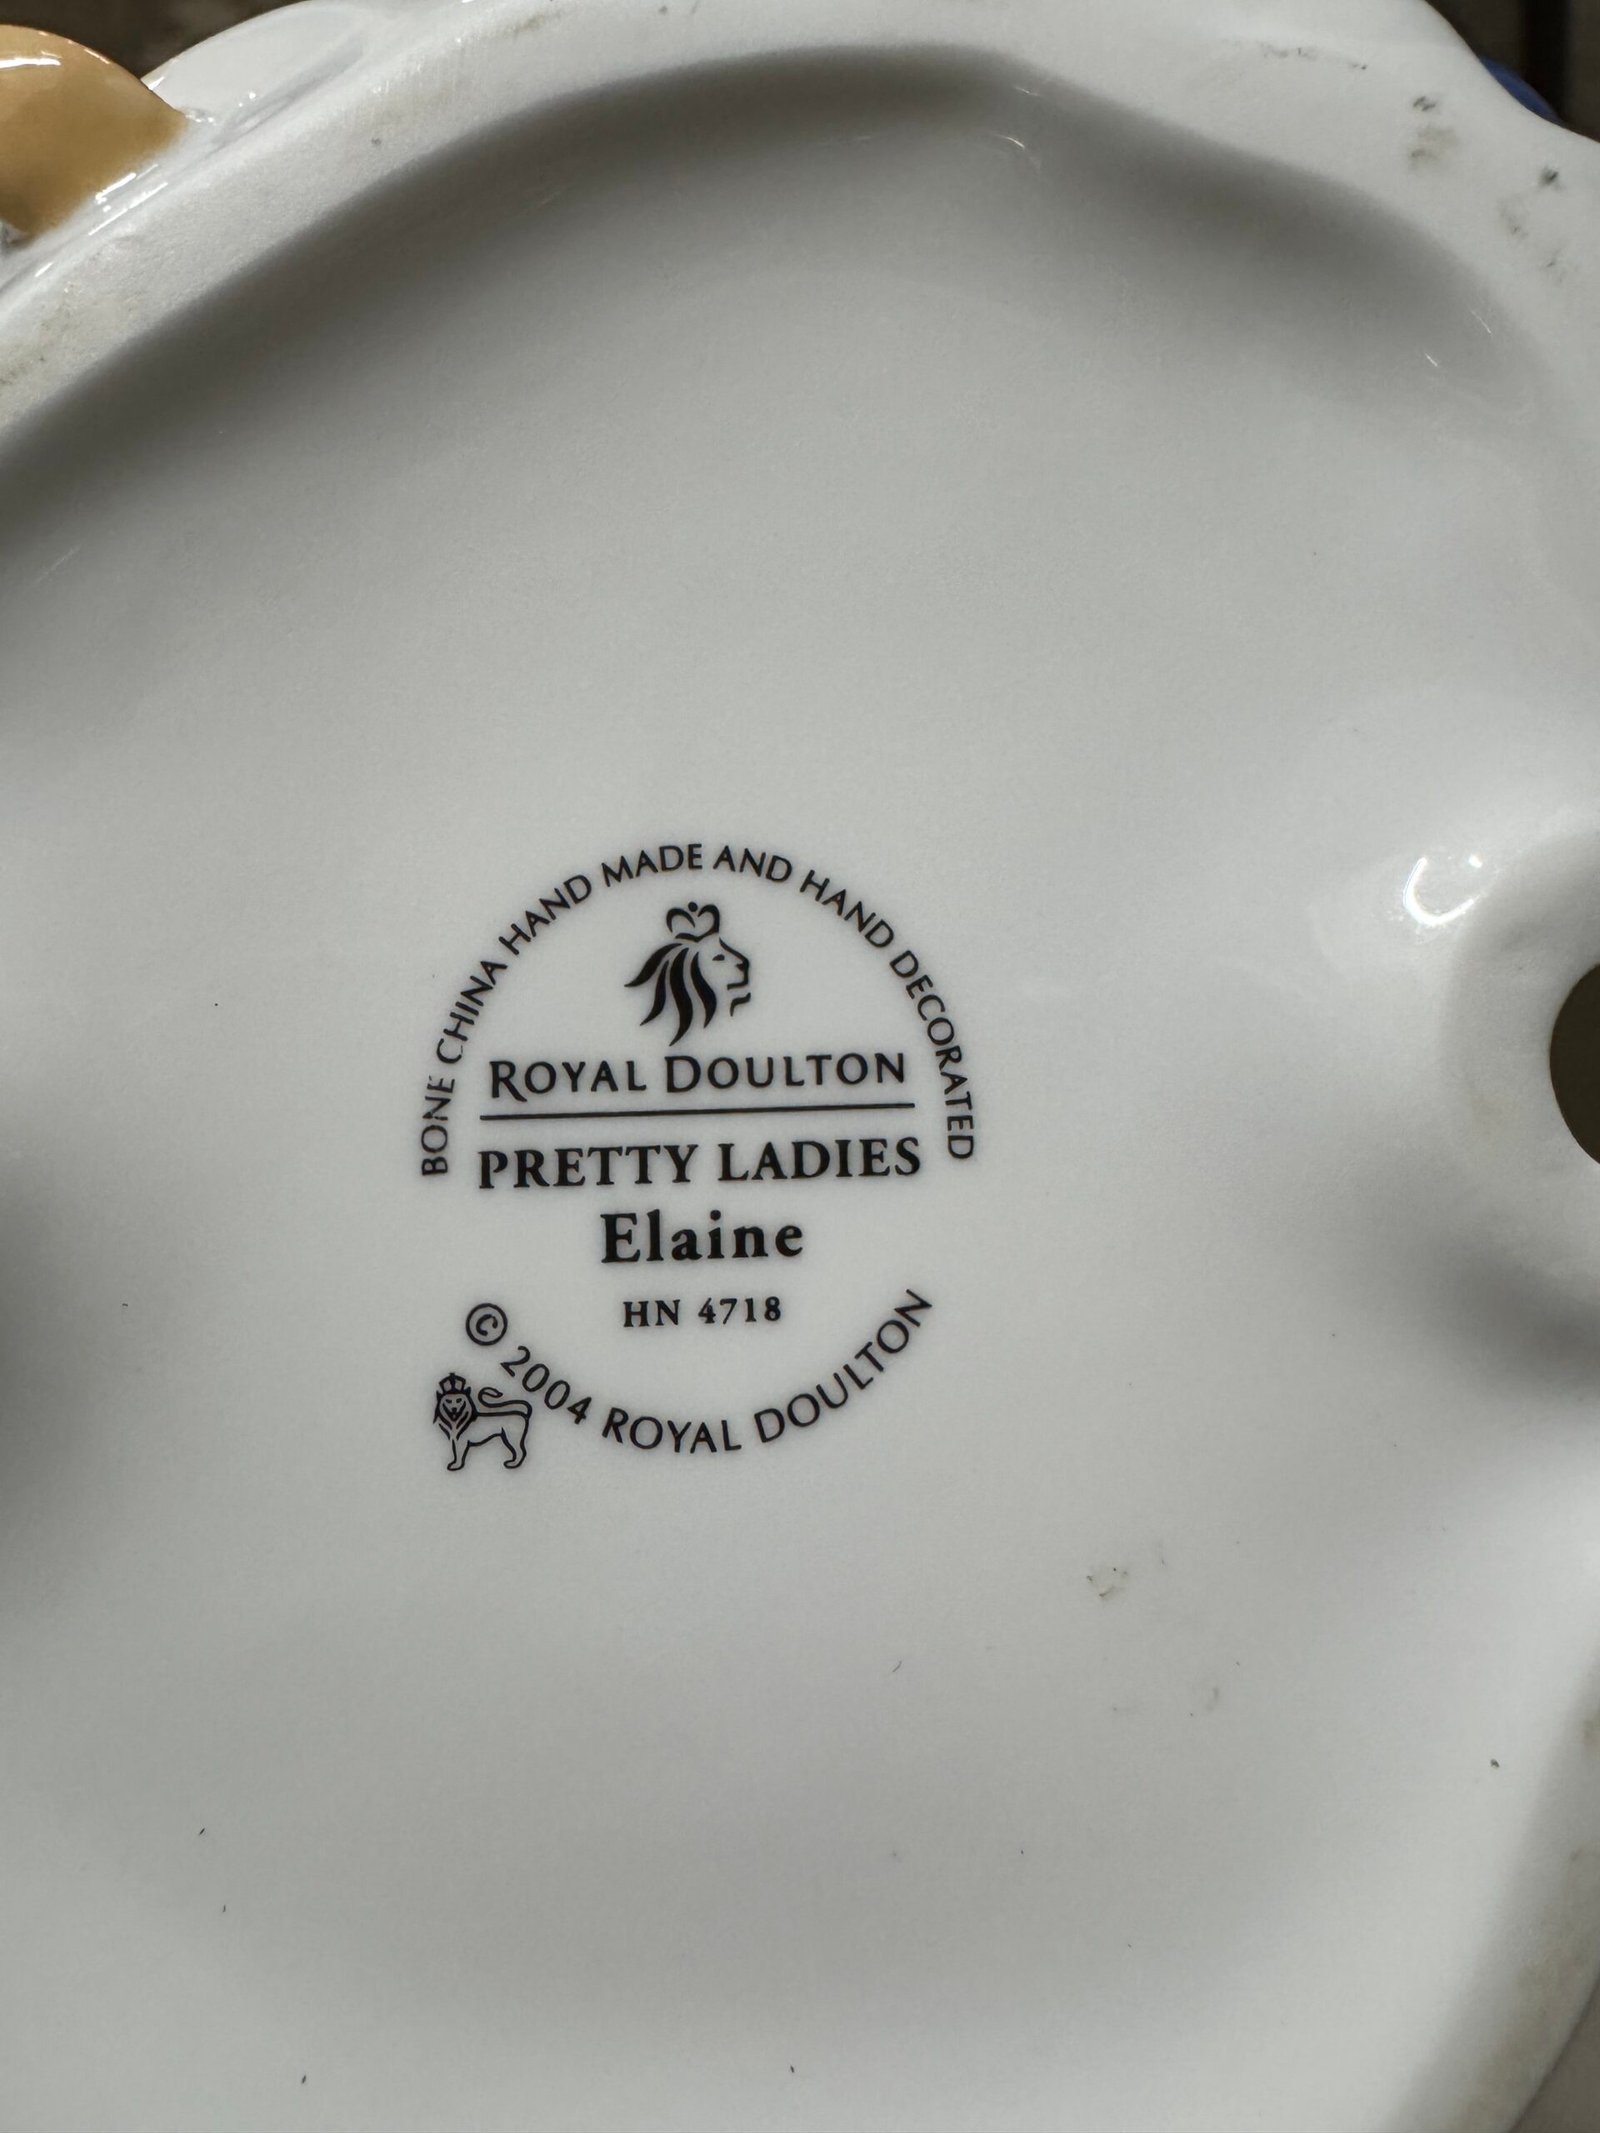 BONE CHINA HAND MADE AND HAND DECORATED
ROYAL DOULTON
PRETTY LADIES
Elaine
HN 4718
© 2004 ROYAL DOULTON